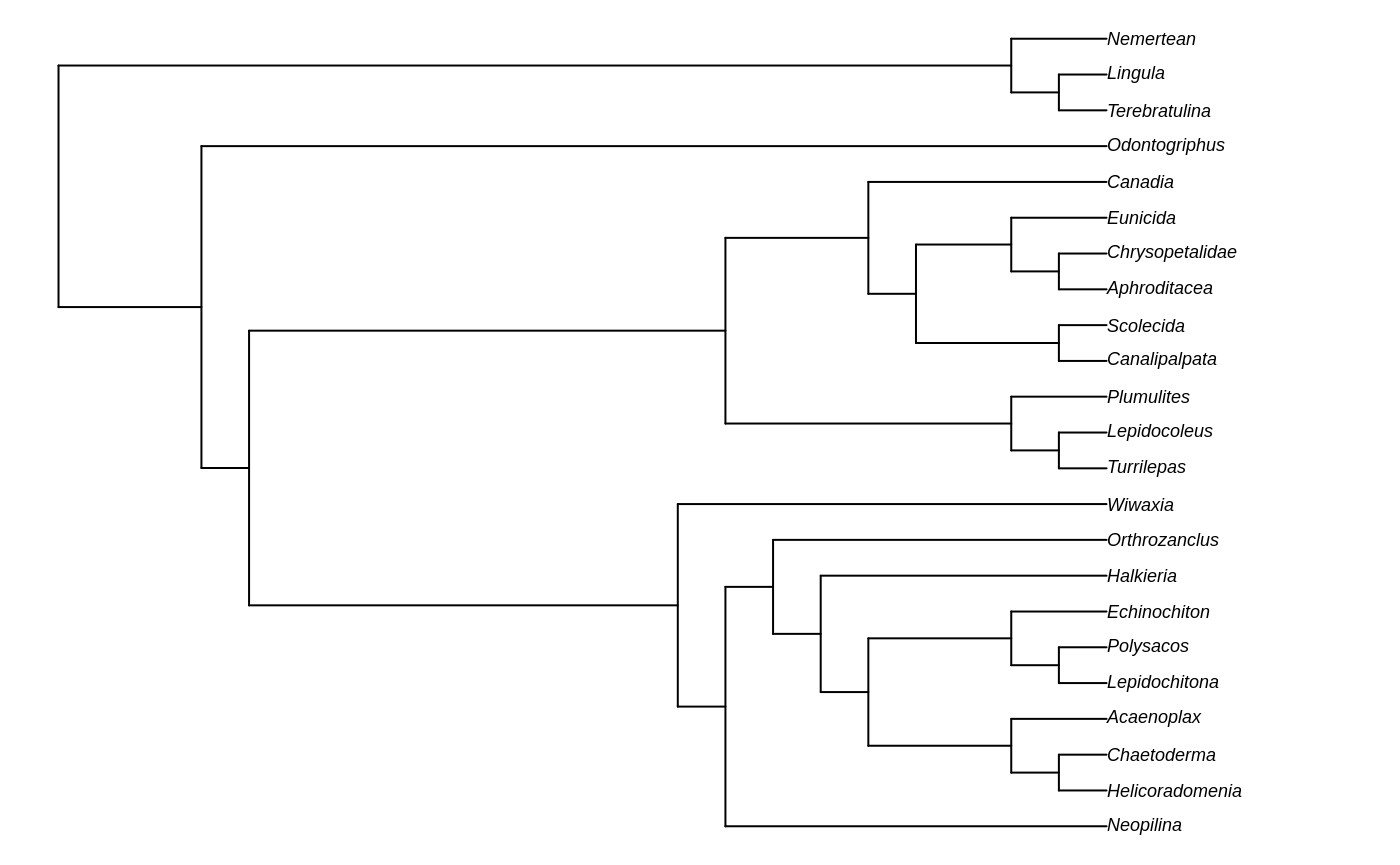 Nemertean
Lingula
Terebratulina
Odontogriphus
Canadia
Eunicida
Chrysopetalidae
Aphroditacea
Scolecida
Canalipalpata
Plumulites
Lepidocoleus
Turrilepas
Wiwaxia
Orthrozanclus
Halkieria
Echinochiton
Polysacos
Lepidochitona
Acaenoplax
Chaetoderma
Helicoradomenia
Neopilina